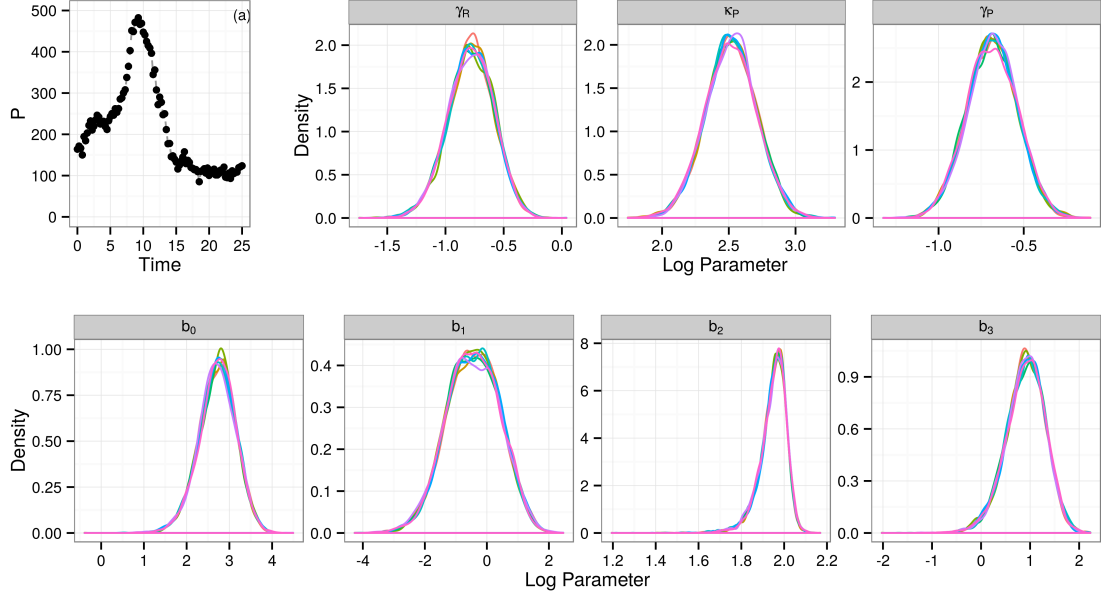 (a)
P
500
400
300
200
100
0
0 5 10 15 20 25
Time
γR κP γP
Density
2.0
1.5
1.0
0.5
0.0
-1.5 -1.0 -0.5 0.0
2.0
1.5
1.0
0.5
0.0
2.0 2.5 3.0
2
1
0
-1.0 -0.5
Log Parameter
b0 b1 b2 b3
Density
1.00
0.75
0.50
0.25
0.00
0 1 2 3 4
0.4
0.3
0.2
0.1
0.0
-4 -2 0 2
8
6
4
2
0
1.2 1.4 1.6 1.8 2.0 2.2
0.9
0.6
0.3
0.0
-2 -1 0 1 2
Log Parameter